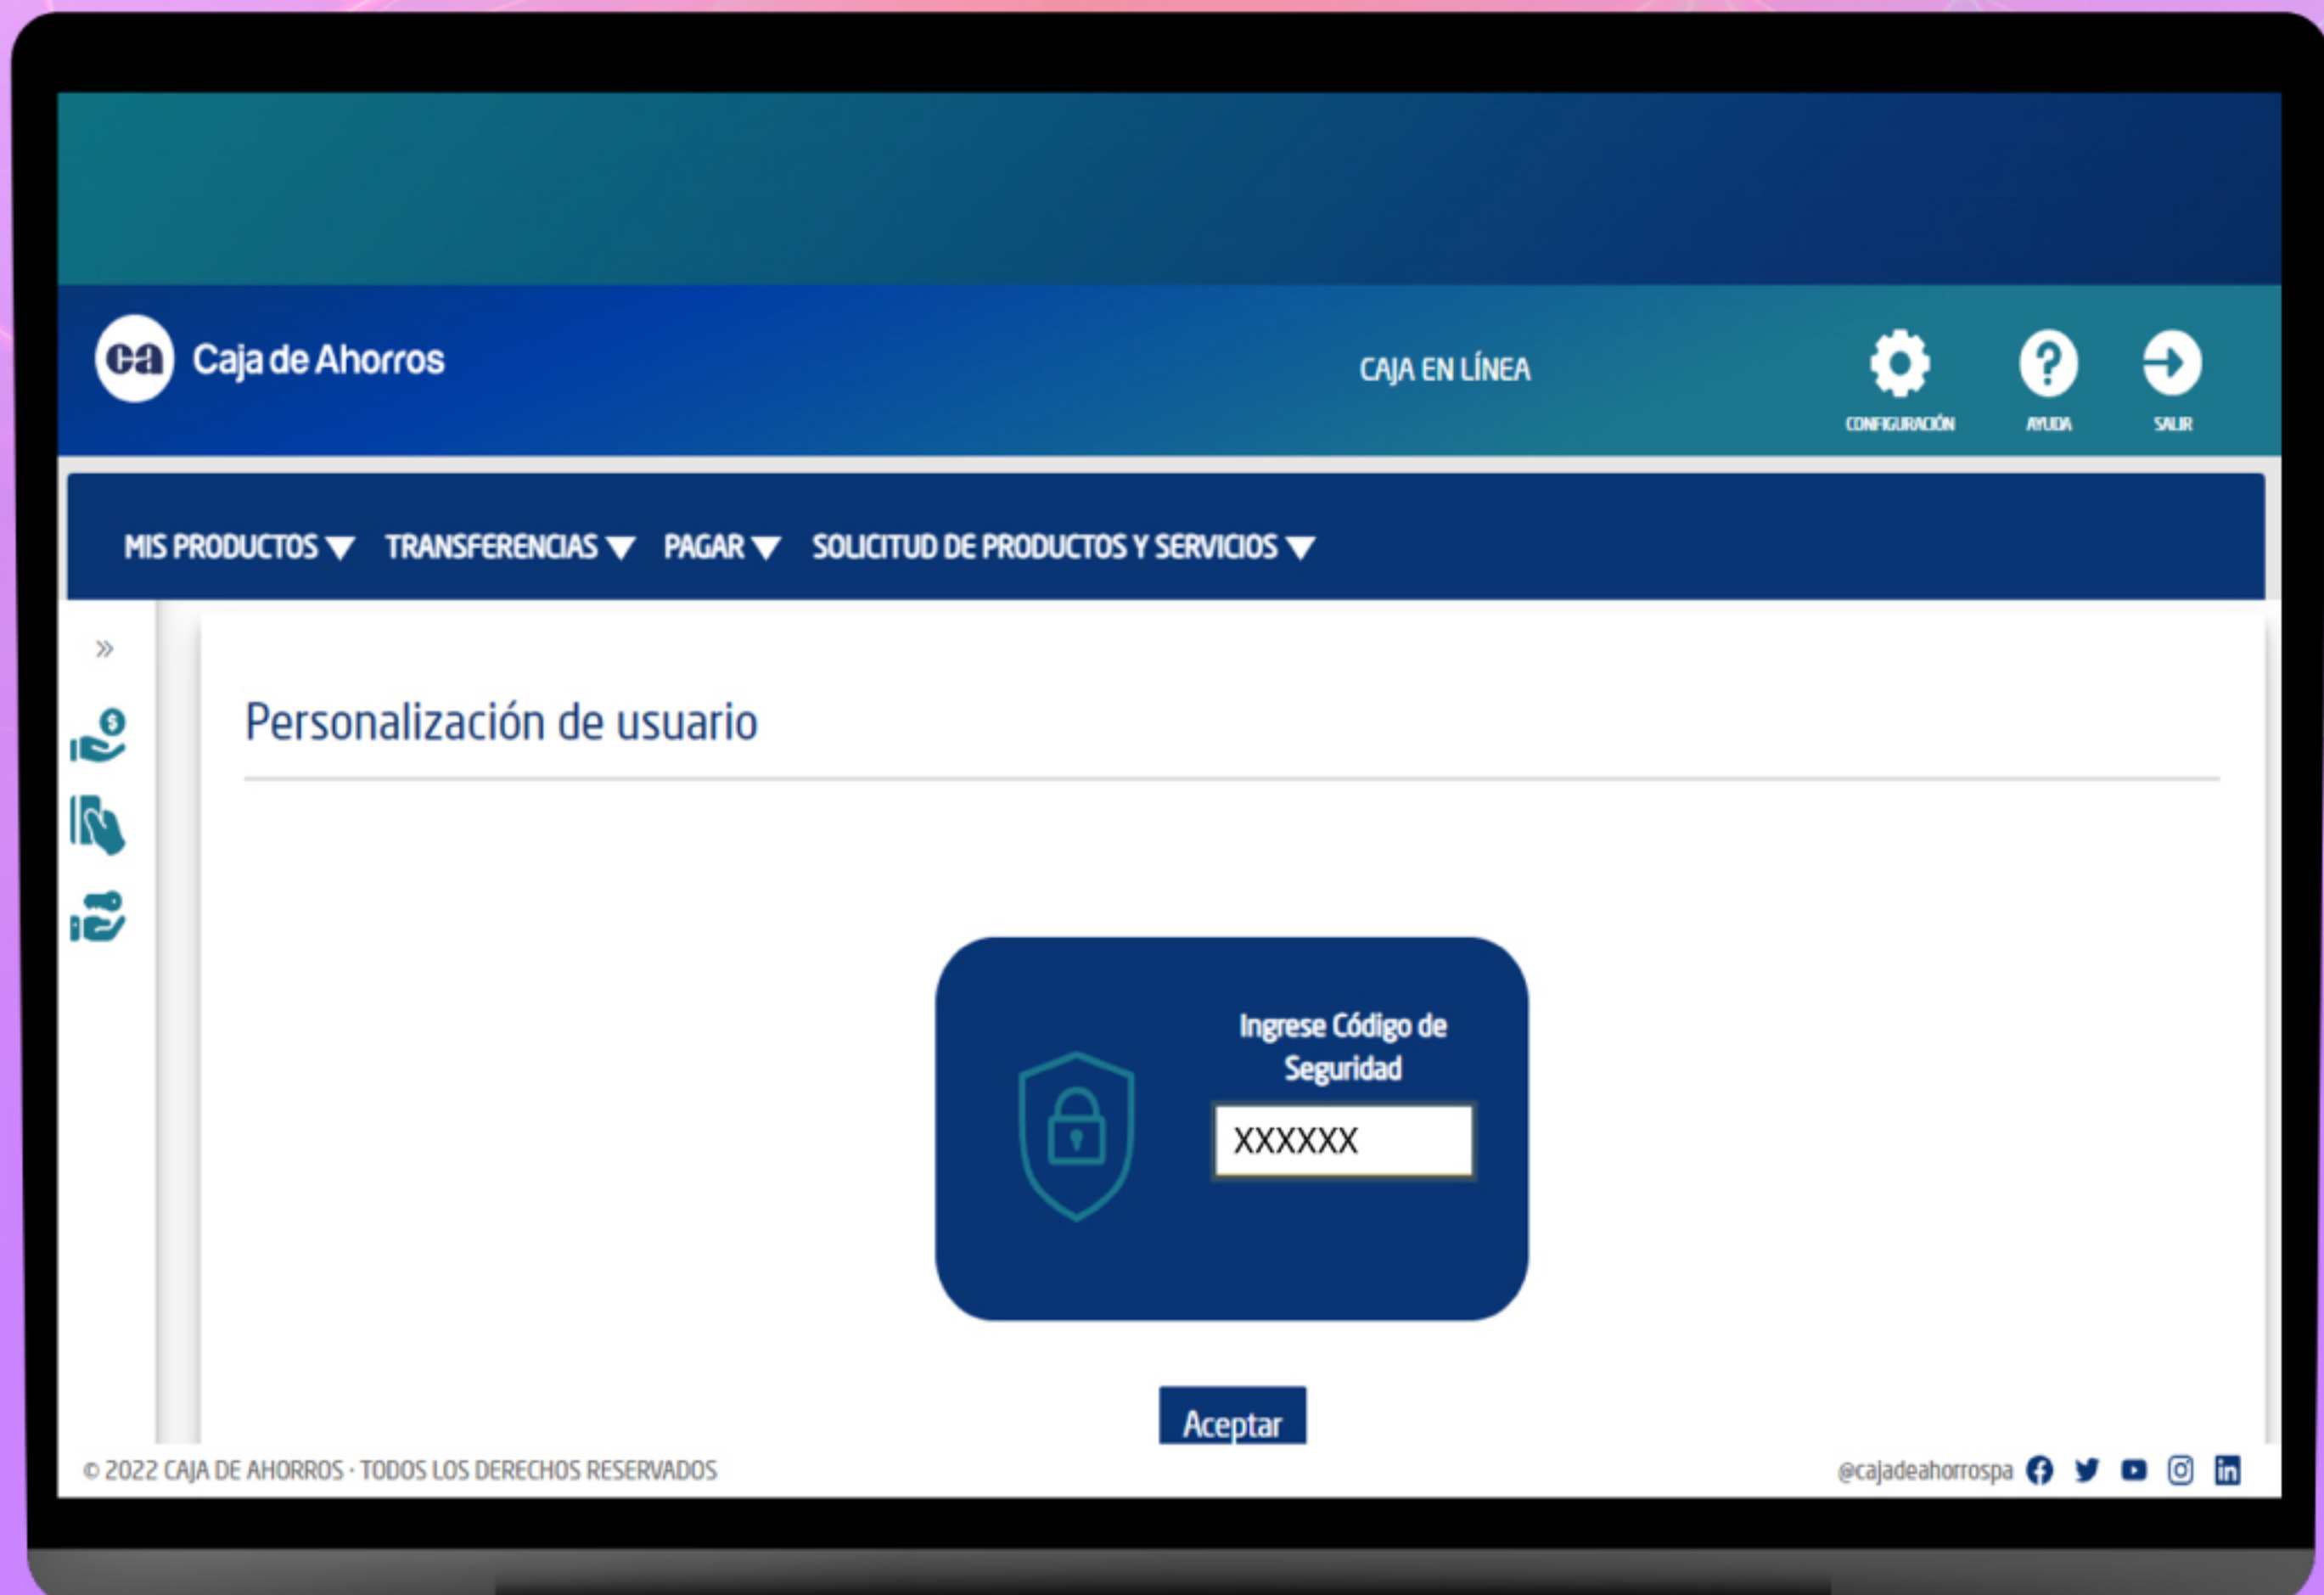 ca Caja de Ahorros
CAJA EN LÍNEA
CONFIGURACIÓN
AYUDA
SALIR
MIS PRODUCTOS TRANSFERENCIAS PAGAR SOLICITUD DE PRODUCTOS Y SERVICIOS
Personalización de usuario
Ingrese Código de
Seguridad
XXXXXX
Aceptar
© 2022 CAJA DE AHORROS · TODOS LOS DERECHOS RESERVADOS
@cajadeahorrospa